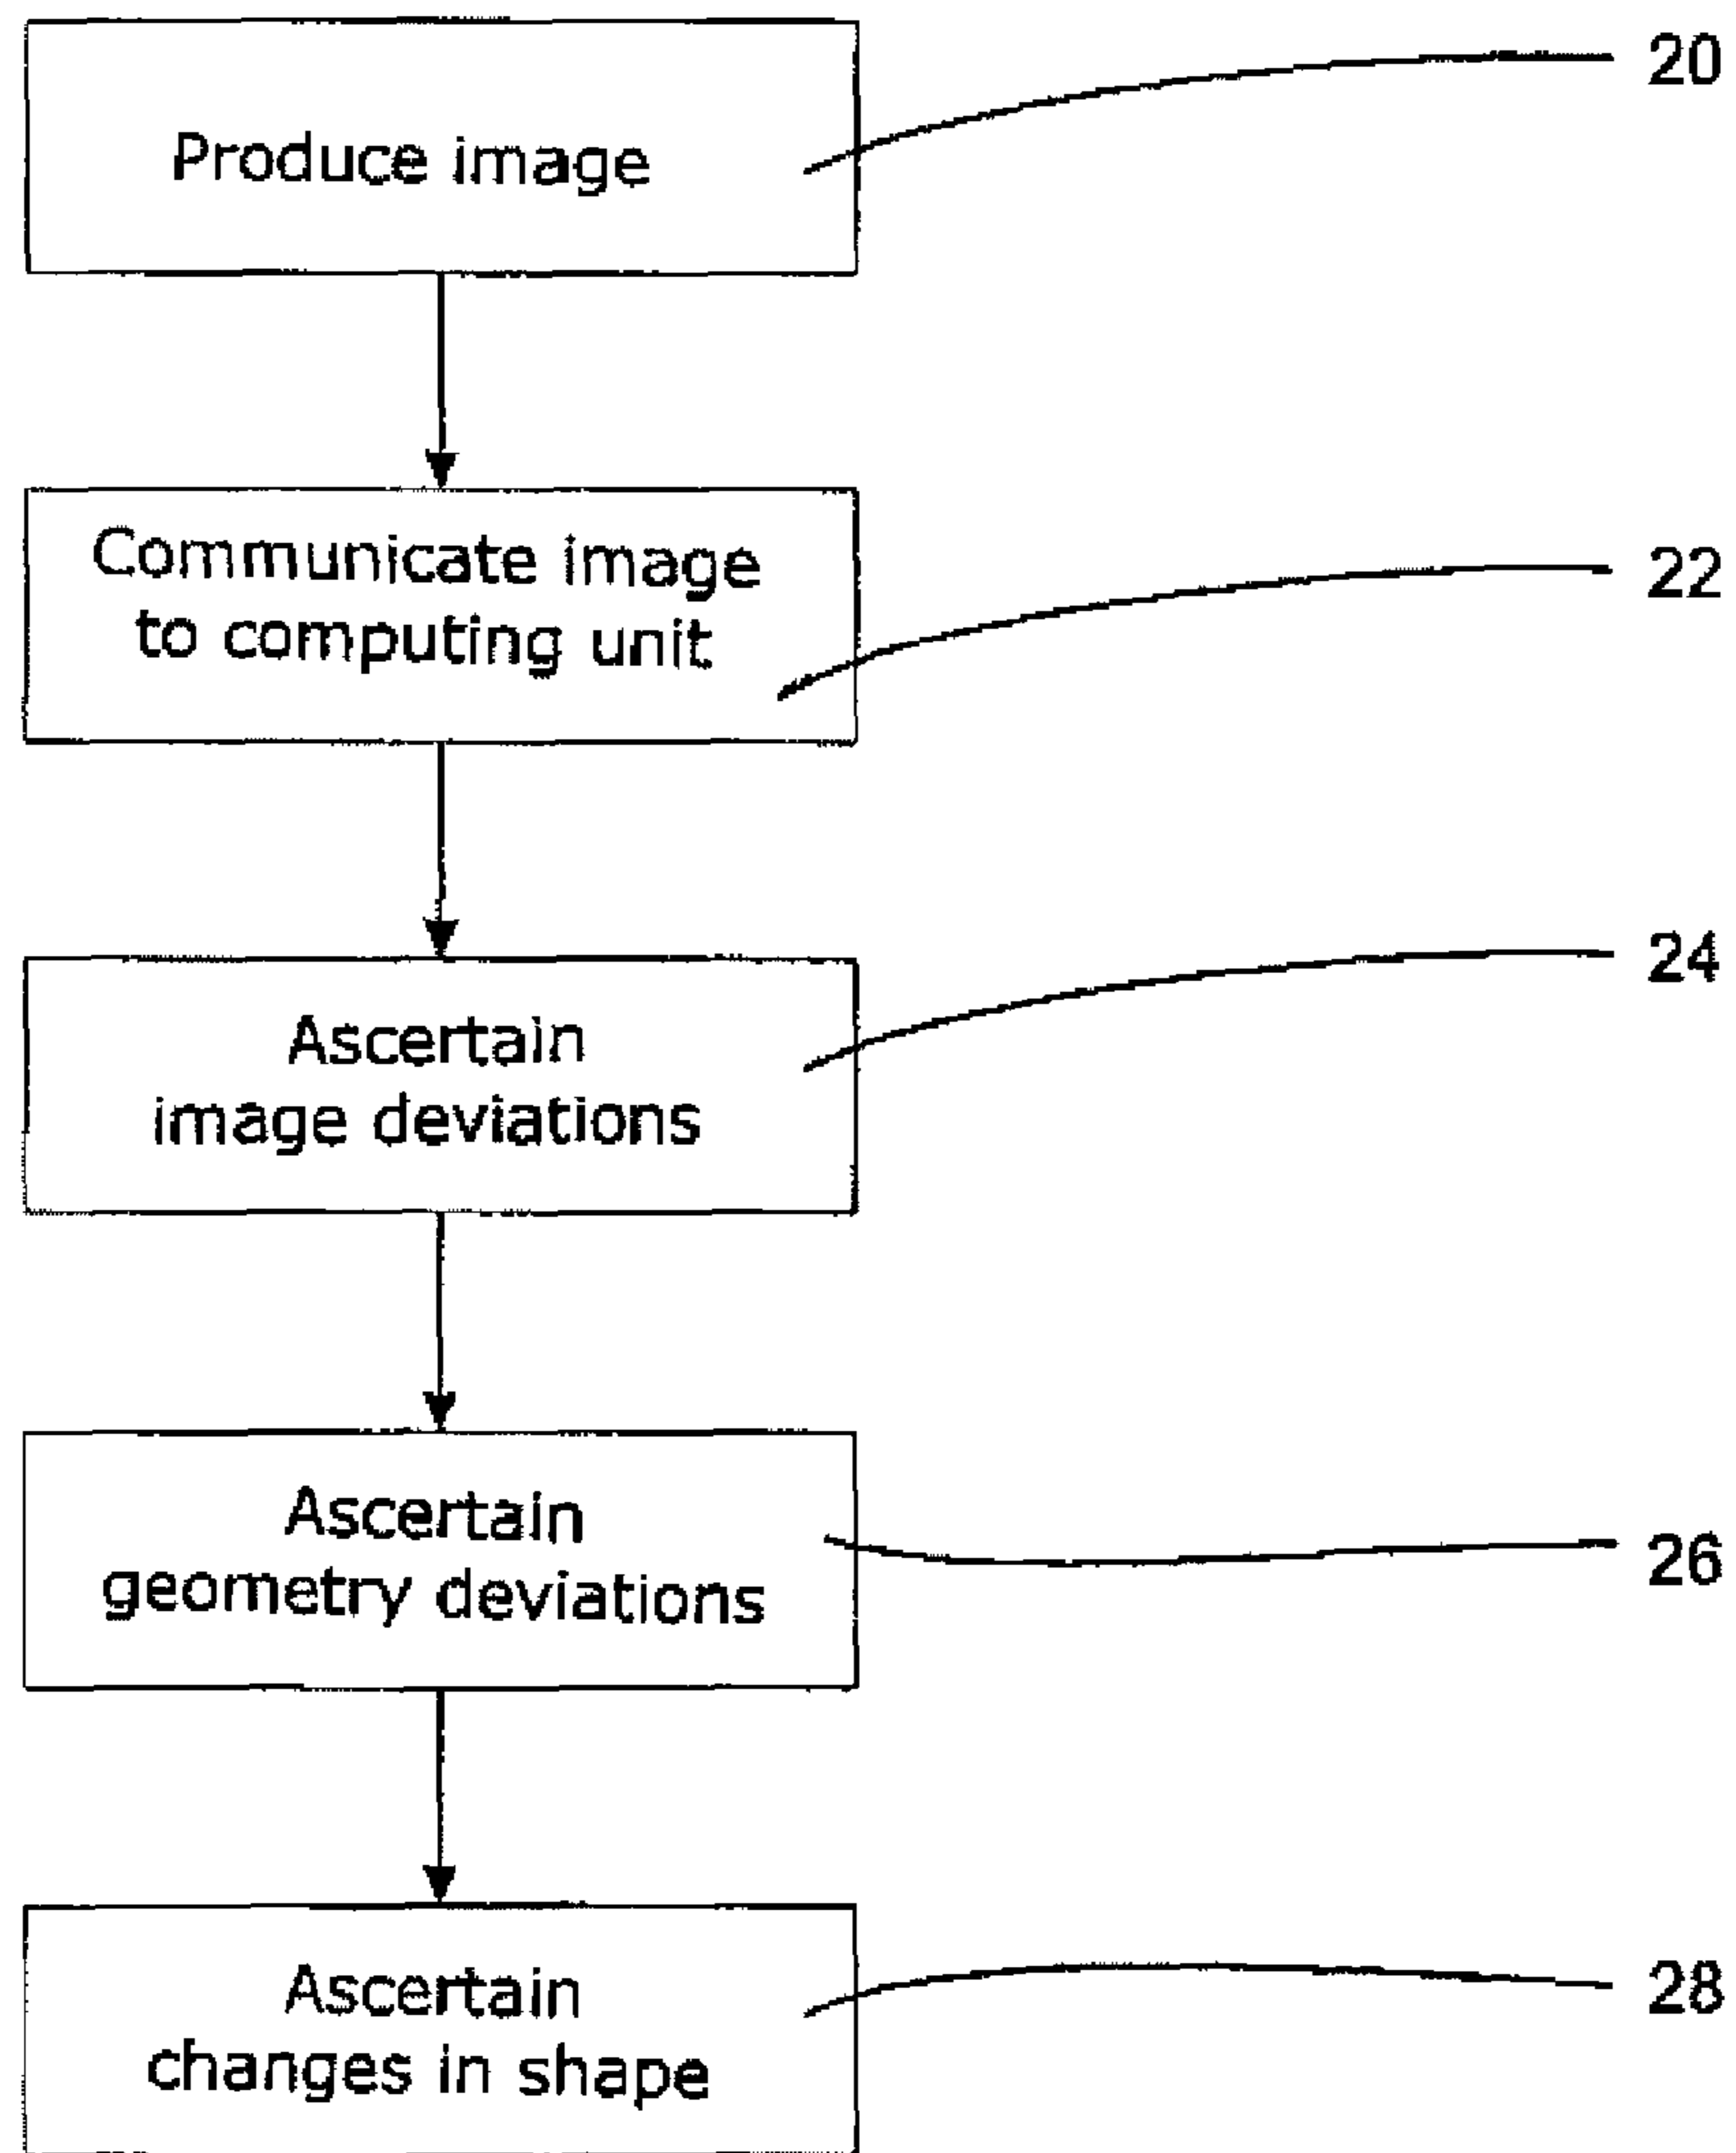 Produce image
20
Communicate image
to computing unit
22
Ascertain
image deviations
24
Ascertain
geometry deviations
26
Ascertain
changes in shape
28